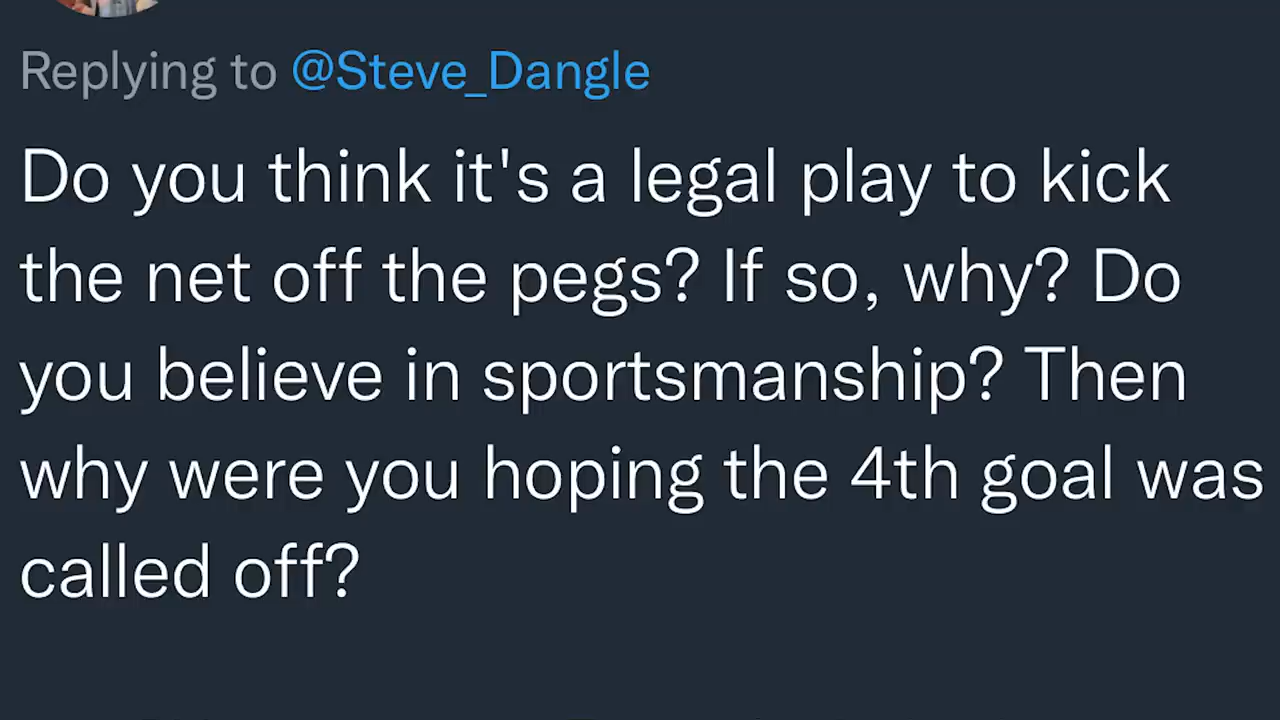 Replying to @Steve_Dangle
Do you think it's a legal play to kick
the net off the pegs? If so, why? Do
you believe in sportsmanship? Then
why were you hoping the 4th goal was
called off?